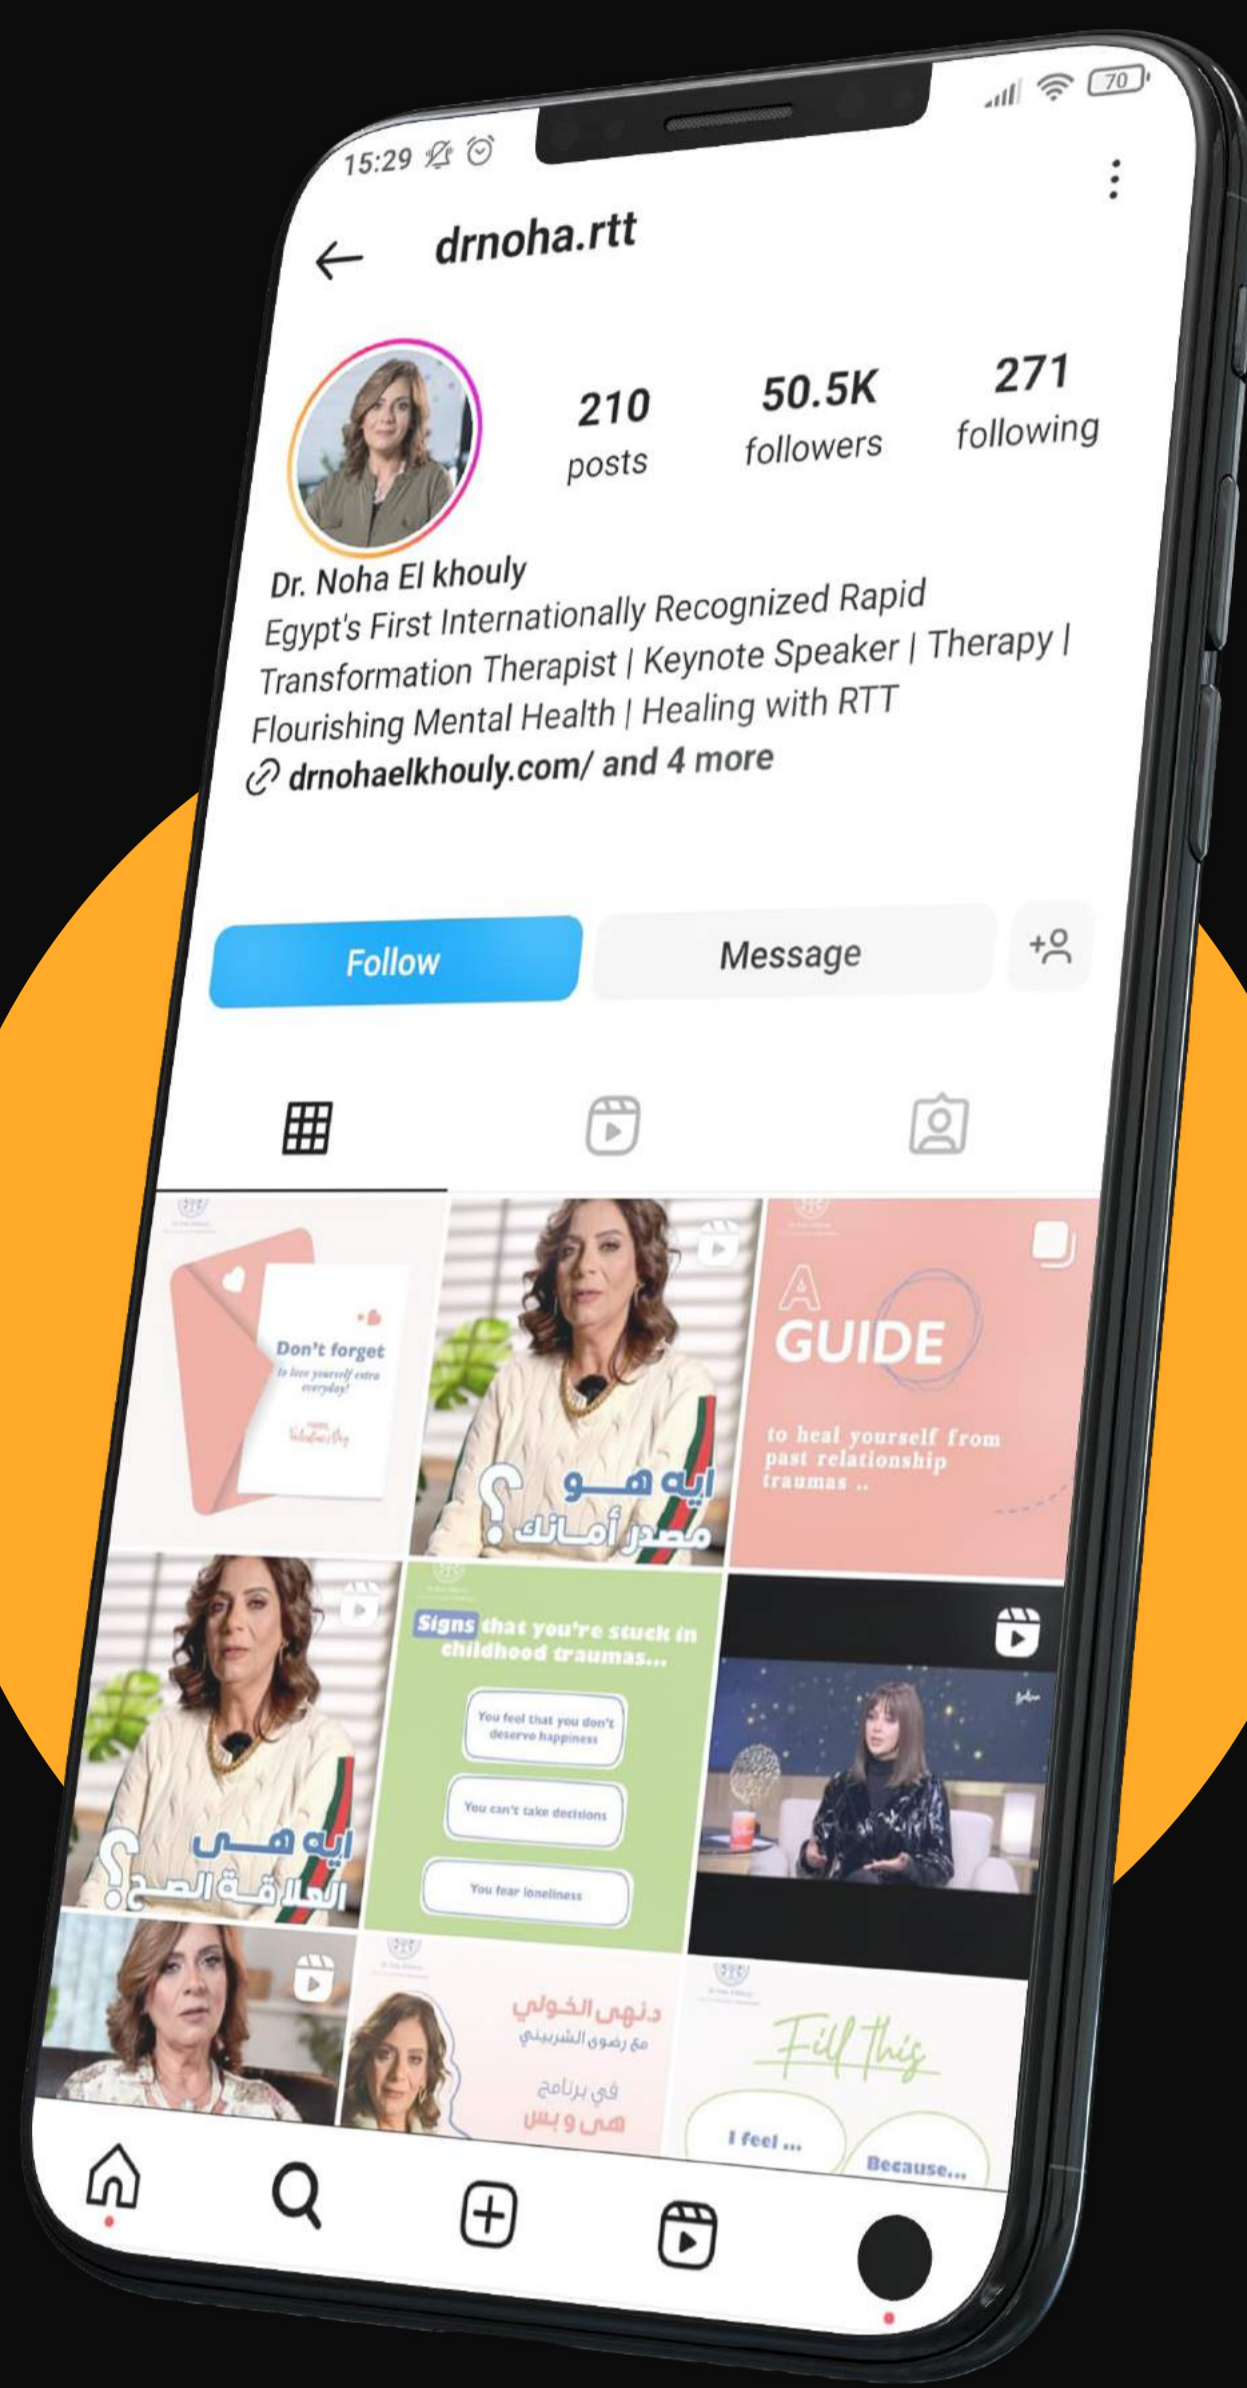 15:29
70
drnoha.rtt
210
posts
50.5K
followers
271
following
Dr. Noha El khouly
Egypt's First Internationally Recognized Rapid
Transformation Therapist | Keynote Speaker | Therapy |
Flourishing Mental Health | Healing with RTT
drnohaelkhouly.com/ and 4 more
Follow
Message
Don't forget
to love yourself extra
everyday!
Valentine's Day
ايه هو
مصدر أمانك؟
A
GUIDE
to heal yourself from
past relationship
traumas ..
ايه هى
العلاقة الصح؟
Signs that you're stuck in
childhood traumas...
You feel that you don't
deserve happiness
You can't take decisions
You fear loneliness
د.نهى الخولي
مع رضوى الشربيني
في برنامج
هى و بس
Fill this
I feel ...
Because...